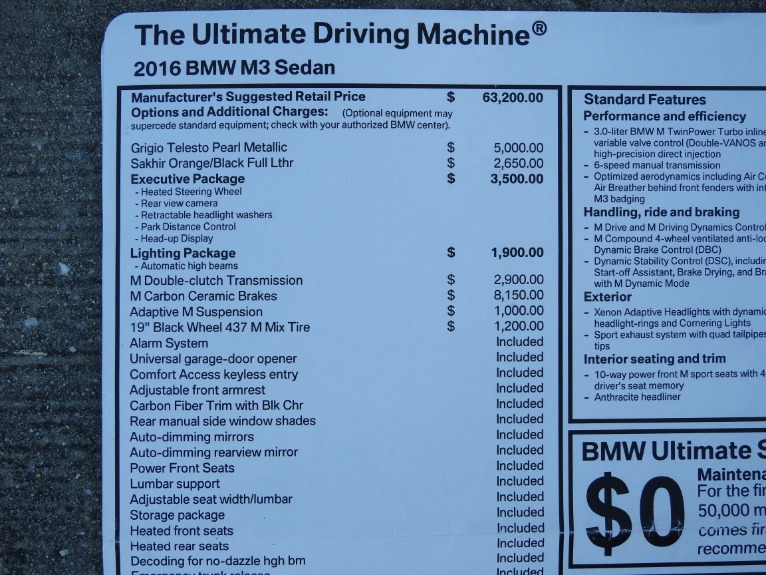 The Ultimate Driving Machine®
2016 BMW M3 Sedan
Manufacturer's Suggested Retail Price $ 63,200.00
Options and Additional Charges: (Optional equipment may
supercede standard equipment; check with your authorized BMW center).
Grigio Telesto Pearl Metallic $ 5,000.00
Sakhir Orange/Black Full Lthr $ 2,650.00
Executive Package $ 3,500.00
- Heated Steering Wheel
- Rear view camera
- Retractable headlight washers
- Park Distance Control
- Head-up Display
Lighting Package $ 1,900.00
- Automatic high beams
M Double-clutch Transmission $ 2,900.00
M Carbon Ceramic Brakes $ 8,150.00
Adaptive M Suspension $ 1,000.00
19" Black Wheel 437 M Mix Tire $ 1,200.00
Alarm System Included
Universal garage-door opener Included
Comfort Access keyless entry Included
Adjustable front armrest Included
Carbon Fiber Trim with Blk Chr Included
Rear manual side window shades Included
Auto-dimming mirrors Included
Auto-dimming rearview mirror Included
Power Front Seats Included
Lumbar support Included
Adjustable seat width/lumbar Included
Storage package Included
Heated front seats Included
Heated rear seats Included
Decoding for no-dazzle hgh bm Included
Emergency trunk release Included
Standard Features
Performance and efficiency
- 3.0-liter BMW M TwinPower Turbo inline
variable valve control (Double-VANOS an
high-precision direct injection
- 6-speed manual transmission
- Optimized aerodynamics including Air C
Air Breather behind front fenders with int
M3 badging
Handling, ride and braking
- M Drive and M Driving Dynamics Control
- M Compound 4-wheel ventilated anti-loc
Dynamic Brake Control (DBC)
- Dynamic Stability Control (DSC), includin
Start-off Assistant, Brake Drying, and Bra
with M Dynamic Mode
Exterior
- Xenon Adaptive Headlights with dynamic
headlight-rings and Cornering Lights
- Sport exhaust system with quad tailpipes
tips
Interior seating and trim
- 10-way power front M sport seats with 4
driver's seat memory
- Anthracite headliner
BMW Ultimate S
$0
Maintena
For the fir
50,000 m
comes firs
recomme